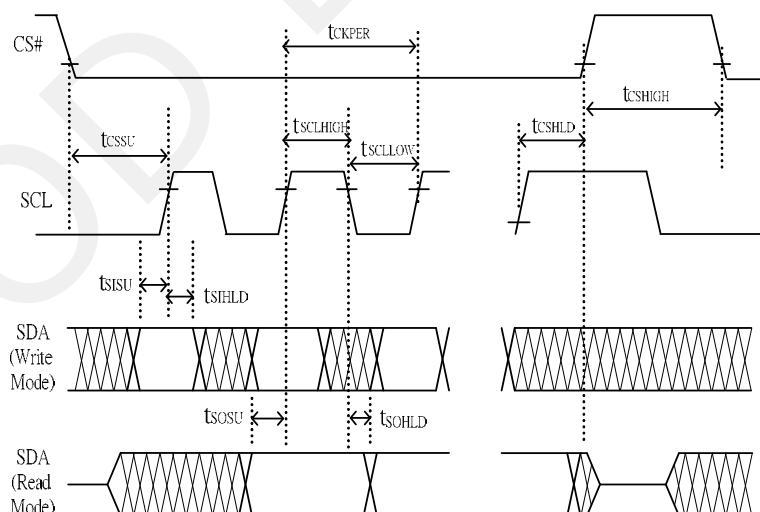 CS#
tCKPER
tCSHIGH
tCSSU
tSCLHIGH
tSCLLOW
tCSHLD
SCL
tSISU
tSIHLD
SDA
(Write
Mode)
tSOSU
tSOHLD
SDA
(Read
Mode)